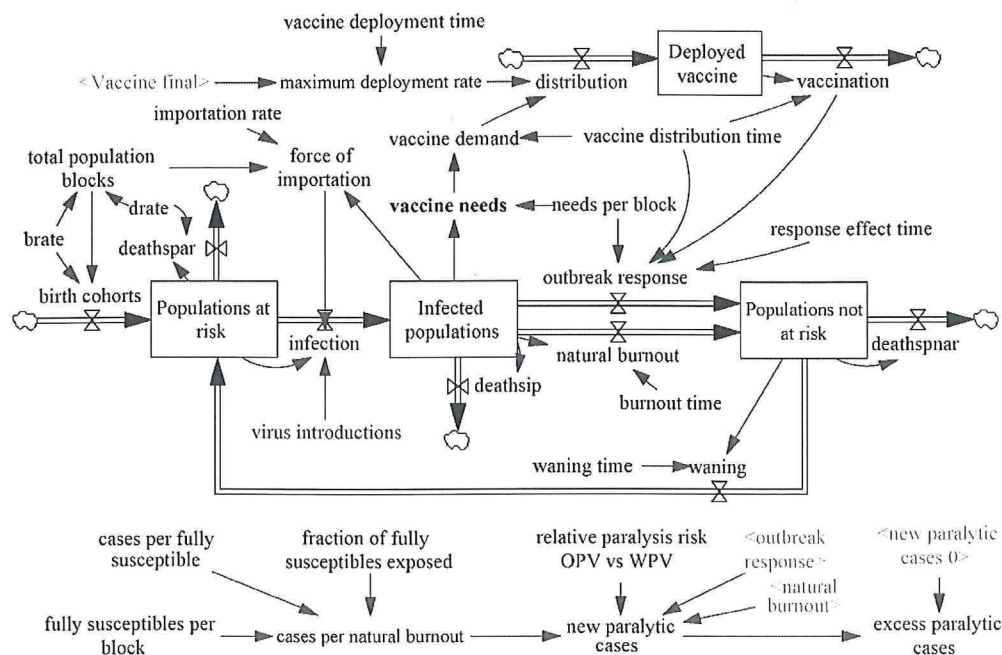 vaccine deployment time
<Vaccine final>
maximum deployment rate
distribution
Deployed
vaccine
vaccination
importation rate
vaccine demand
vaccine distribution time
total population
blocks
force of
importation
drate
vaccine needs
needs per block
brate
deathspar
response effect time
outbreak response
birth cohorts
Populations at
risk
Infected
populations
Populations not
at risk
infection
natural burnout
deathspnar
deathsip
burnout time
virus introductions
waning time
waning
cases per fully
susceptible
fraction of fully
susceptibles exposed
relative paralysis risk
OPV vs WPV
<outbreak
response>
<natural
burnout>
<new paralytic
cases 0>
fully susceptibles per
block
cases per natural burnout
new paralytic
cases
excess paralytic
cases